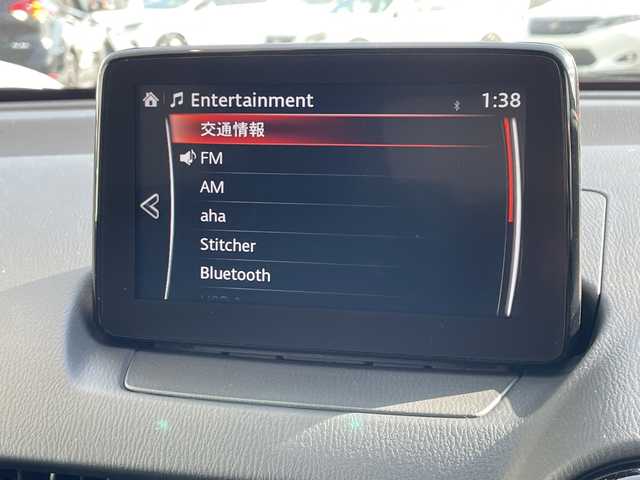 Entertainment 1:38
交通情報
FM
AM
aha
Stitcher
Bluetooth